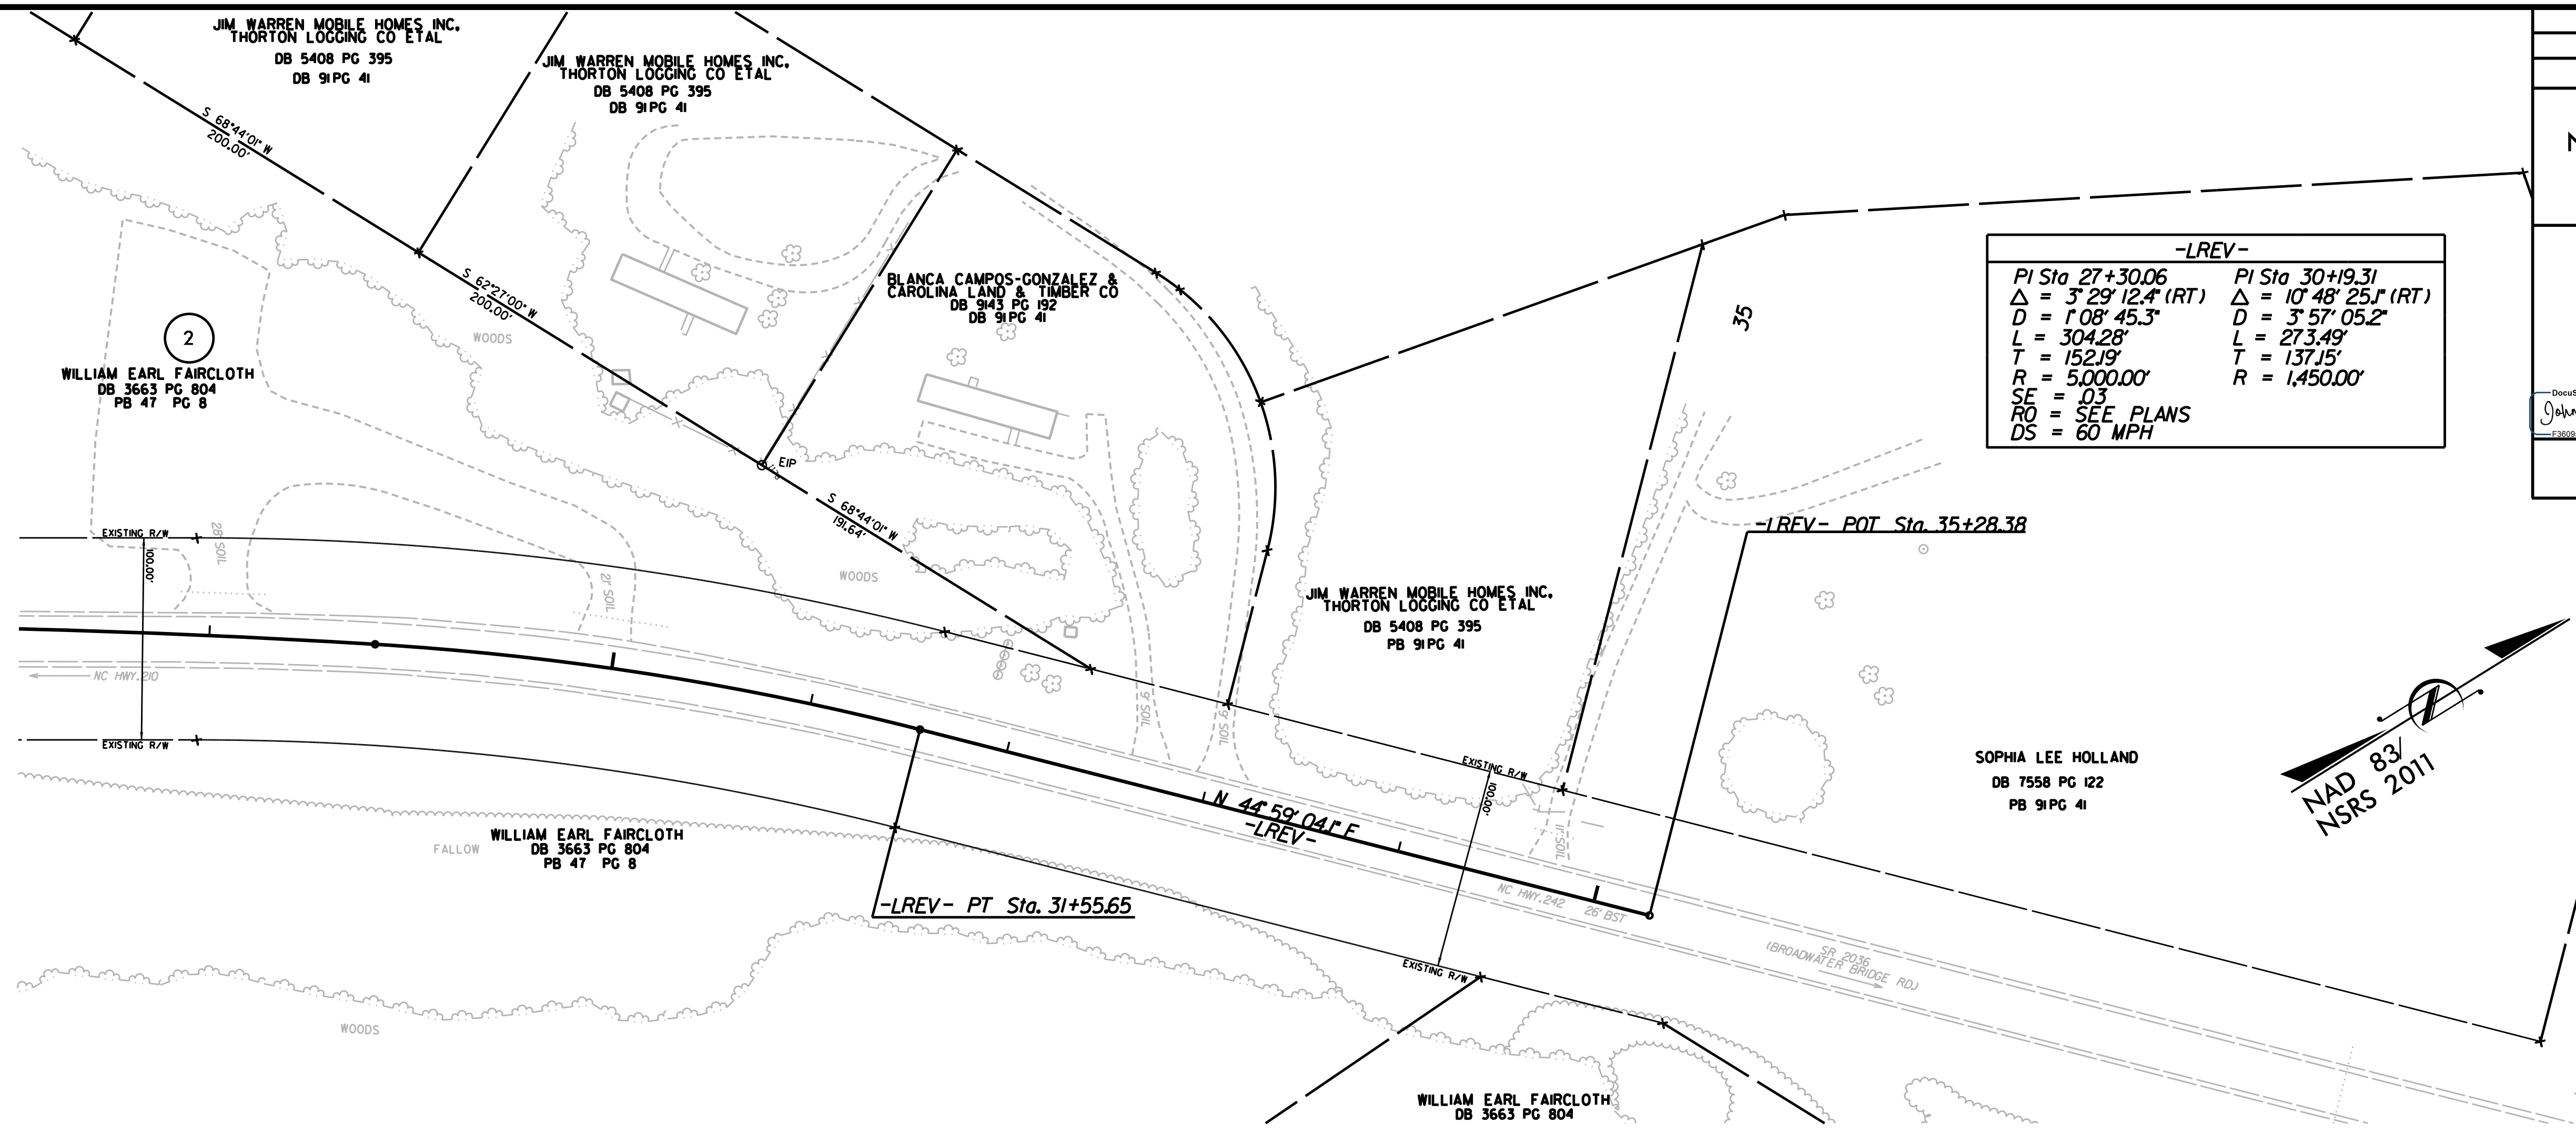 JIM WARREN MOBILE HOMES INC,
THORTON LOGGING CO ETAL
DB 5408 PG 395
DB 91 PG 41
JIM WARREN MOBILE HOMES INC,
THORTON LOGGING CO ETAL
DB 5408 PG 395
DB 91 PG 41
S 68°44'01" W
200.00'
S 62°27'00" W
200.00'
WOODS
BLANCA CAMPOS-GONZALEZ &
CAROLINA LAND & TIMBER CO
DB 9143 PG 192
DB 91 PG 41
2
WILLIAM EARL FAIRCLOTH
DB 3663 PG 804
PB 47 PG 8
-LREV-
PI Sta 27+30.06
Δ = 3° 29' 12.4" (RT)
D = 1° 08' 45.3"
L = 304.28'
T = 152.19'
R = 5,000.00'
SE = .03
RO = SEE PLANS
DS = 60 MPH
PI Sta 30+19.31
Δ = 10° 48' 25.1" (RT)
D = 3° 57' 05.2"
L = 273.49'
T = 137.15'
R = 1,450.00'
35
N
DocuS
John
F3609
EIP
S 68°44'01" W
191.64'
-LREV- POT Sta. 35+28.38
EXISTING R/W
28' SOIL
100.00'
21' SOIL
WOODS
JIM WARREN MOBILE HOMES INC,
THORTON LOGGING CO ETAL
DB 5408 PG 395
PB 91 PG 41
NC HWY. 210
EXISTING R/W
9' SOIL
9' SOIL
EXISTING R/W
100.00'
N 44° 59' 04.1" E
-LREV-
11' SOIL
SOPHIA LEE HOLLAND
DB 7558 PG 122
PB 91 PG 41
NAD 83/
NSRS 2011
WILLIAM EARL FAIRCLOTH
DB 3663 PG 804
PB 47 PG 8
FALLOW
-LREV- PT Sta. 31+55.65
NC HWY. 242
26' BST
SR 2036
(BROADWATER BRIDGE RD.)
EXISTING R/W
WOODS
WILLIAM EARL FAIRCLOTH
DB 3663 PG 804